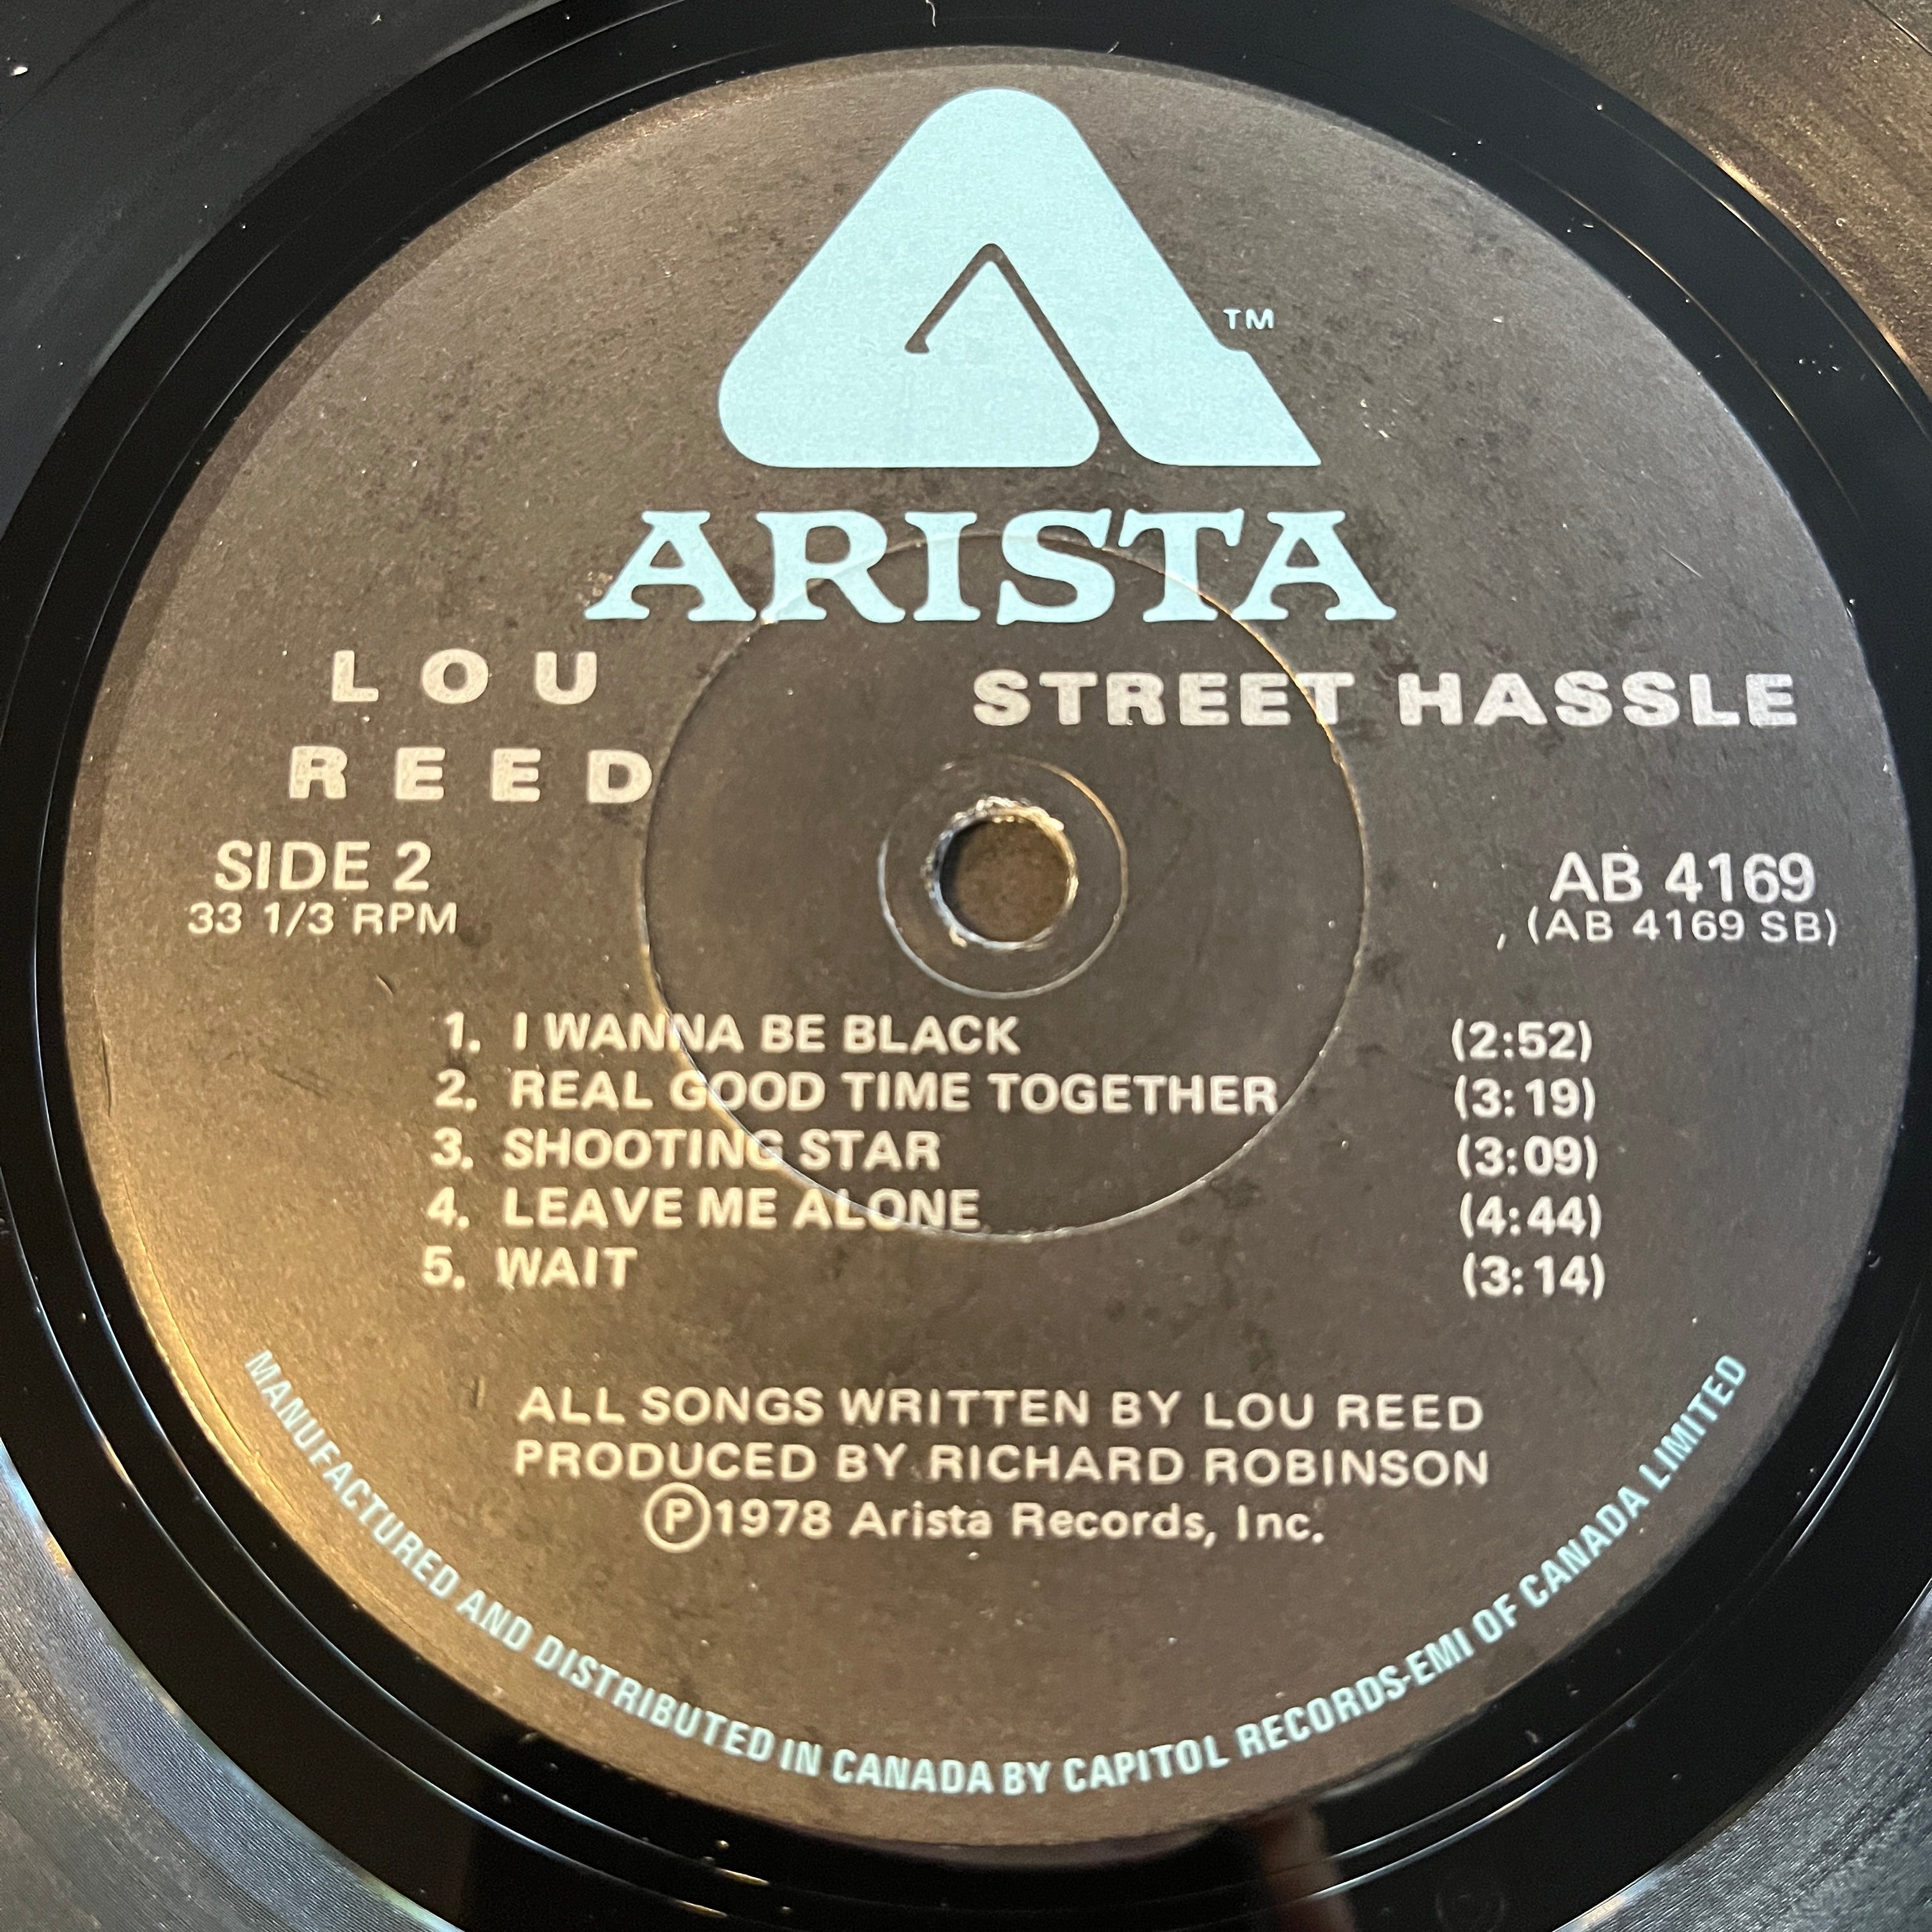 TM
ARISTA
LOU
REED
STREET HASSLE
SIDE 2
33 1/3 RPM
AB 4169
(AB 4169 SB)
1. I WANNA BE BLACK (2:52)
2. REAL GOOD TIME TOGETHER (3:19)
3. SHOOTING STAR (3:09)
4. LEAVE ME ALONE (4:44)
5. WAIT (3:14)
ALL SONGS WRITTEN BY LOU REED
PRODUCED BY RICHARD ROBINSON
Ⓟ1978 Arista Records, Inc.
MANUFACTURED AND DISTRIBUTED IN CANADA BY CAPITOL RECORDS-EMI OF CANADA LIMITED